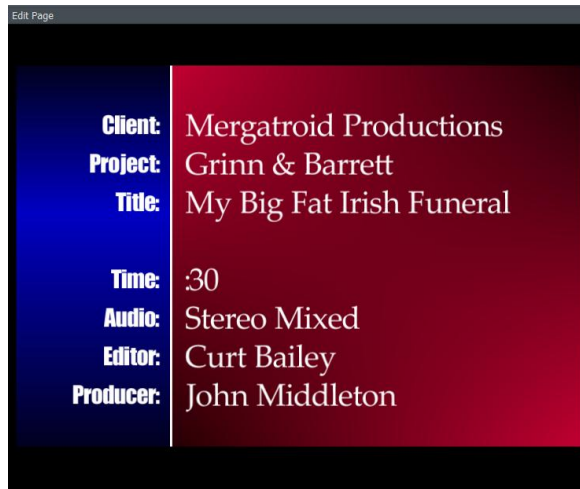 Edit Page
Client: Mergatroid Productions
Project: Grinn & Barrett
Title: My Big Fat Irish Funeral
Time: :30
Audio: Stereo Mixed
Editor: Curt Bailey
Producer: John Middleton